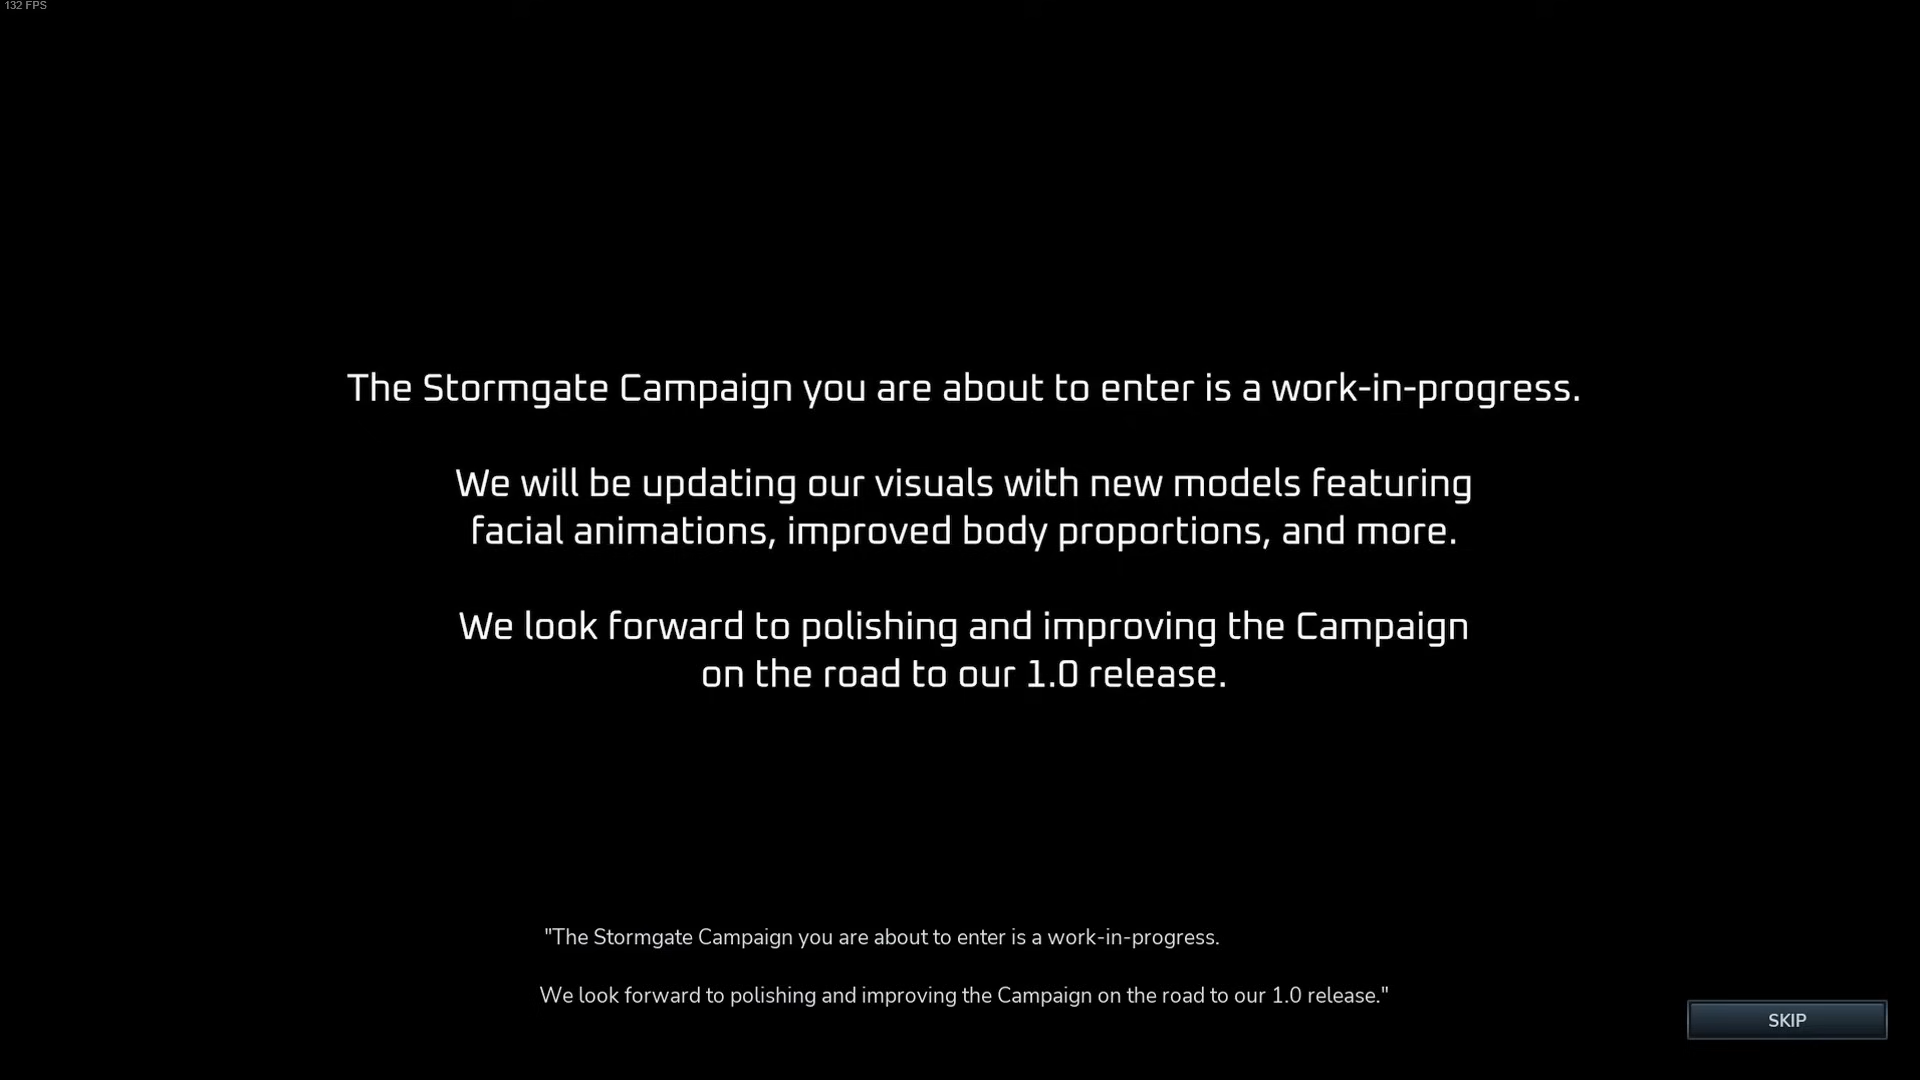 132 FPS
The Stormgate Campaign you are about to enter is a work-in-progress.
We will be updating our visuals with new models featuring
facial animations, improved body proportions, and more.
We look forward to polishing and improving the Campaign
on the road to our 1.0 release.
"The Stormgate Campaign you are about to enter is a work-in-progress.
We look forward to polishing and improving the Campaign on the road to our 1.0 release."
SKIP